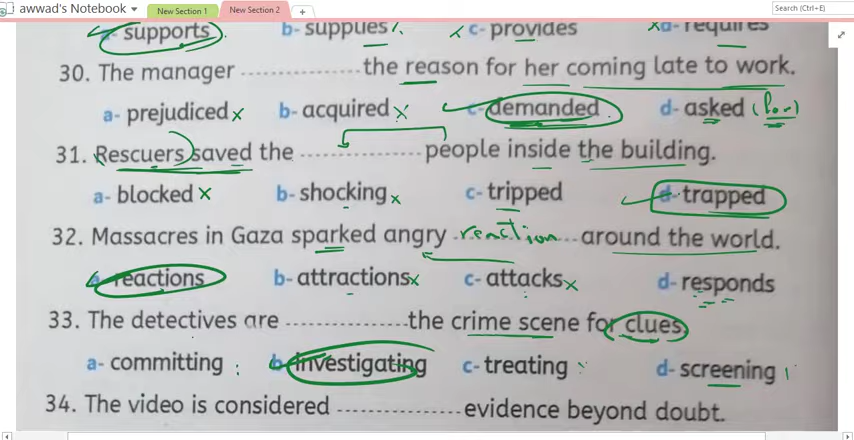 awwad's Notebook
New Section 1
New Section 2
+
Search (Ctrl+E)
a- supports b- supplies c- provides d- requires
30. The manager .................. the reason for her coming late to work.
a- prejudiced x b- acquired x c- demanded d- asked (for)
31. Rescuers saved the .................. people inside the building.
a- blocked x b- shocking x c- tripped d- trapped
32. Massacres in Gaza sparked angry reaction around the world.
a- reactions b- attractions x c- attacks x d- responds
33. The detectives are .................. the crime scene for clues.
a- committing b- investigating c- treating d- screening
34. The video is considered .................. evidence beyond doubt.